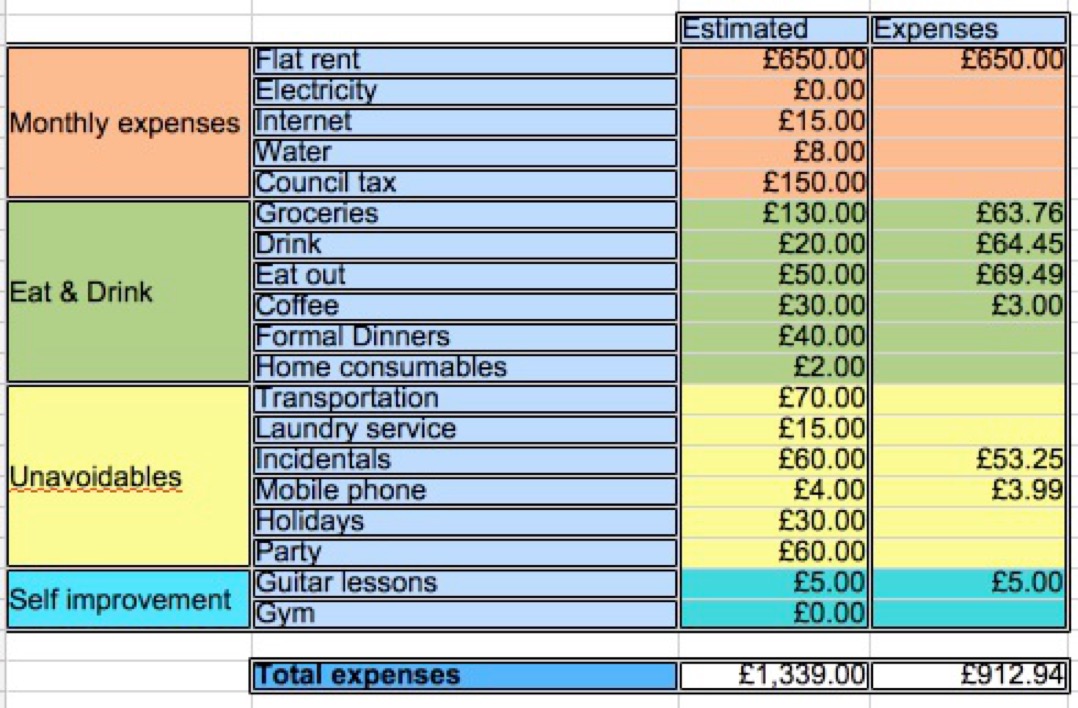 Estimated Expenses
Monthly expenses
Flat rent £650.00 £650.00
Electricity £0.00
Internet £15.00
Water £8.00
Council tax £150.00
Eat & Drink
Groceries £130.00 £63.76
Drink £20.00 £64.45
Eat out £50.00 £69.49
Coffee £30.00 £3.00
Formal Dinners £40.00
Home consumables £2.00
Unavoidables
Transportation £70.00
Laundry service £15.00
Incidentals £60.00 £53.25
Mobile phone £4.00 £3.99
Holidays £30.00
Party £60.00
Self improvement
Guitar lessons £5.00 £5.00
Gym £0.00
Total expenses £1,339.00 £912.94